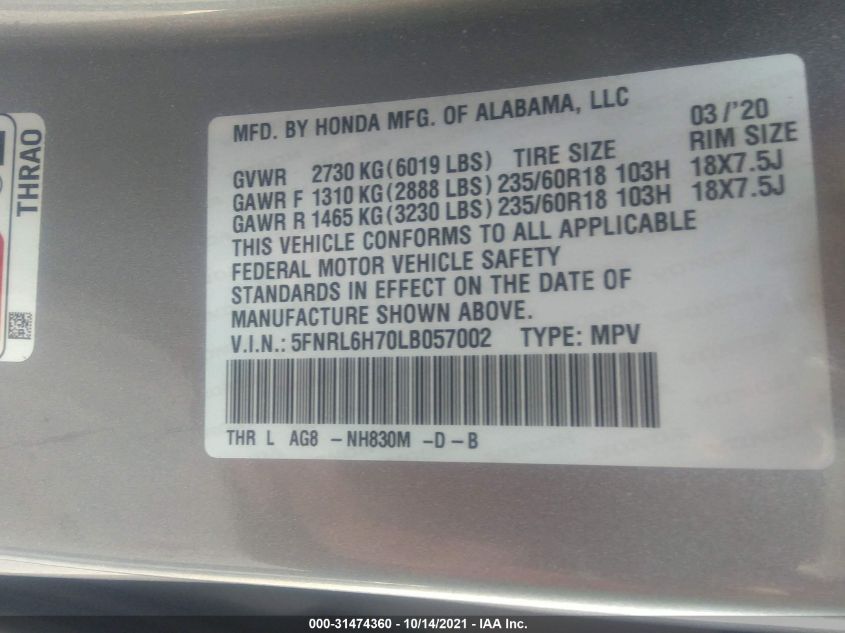 MFD. BY HONDA MFG. OF ALABAMA, LLC 03/'20
GVWR 2730 KG(6019 LBS) TIRE SIZE RIM SIZE
GAWR F 1310 KG(2888 LBS) 235/60R18 103H 18X7.5J
GAWR R 1465 KG(3230 LBS) 235/60R18 103H 18X7.5J
THIS VEHICLE CONFORMS TO ALL APPLICABLE
FEDERAL MOTOR VEHICLE SAFETY
STANDARDS IN EFFECT ON THE DATE OF
MANUFACTURE SHOWN ABOVE.
V.I.N.: 5FNRL6H70LB057002 TYPE: MPV
THR L AG8 - NH830M -D-B
THRAO
000-31474360 - 10/14/2021 - IAA Inc.